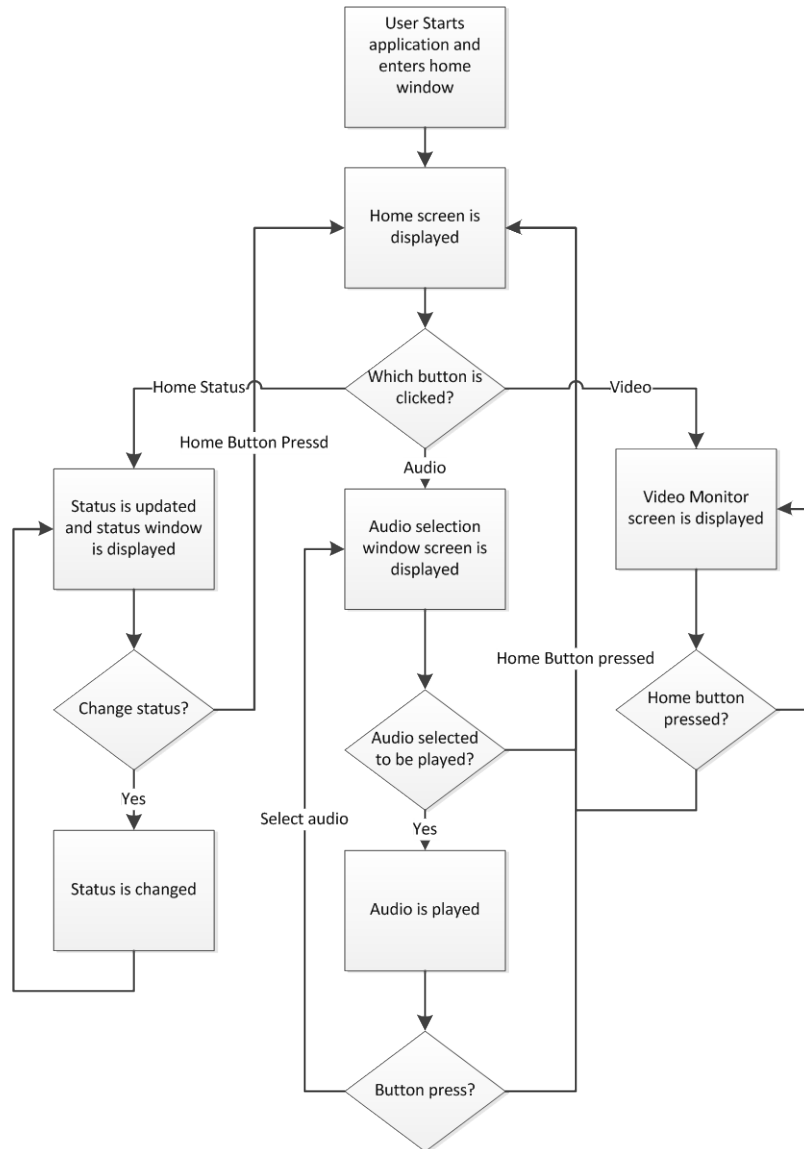 User Starts
application and
enters home
window
Home screen is
displayed
Which button is
clicked?
Home Status
Video
Home Button Pressd
Audio
Status is updated
and status window
is displayed
Audio selection
window screen is
displayed
Video Monitor
screen is displayed
Home Button pressed
Change status?
Audio selected
to be played?
Home button
pressed?
Yes
Select audio
Yes
Status is changed
Audio is played
Button press?